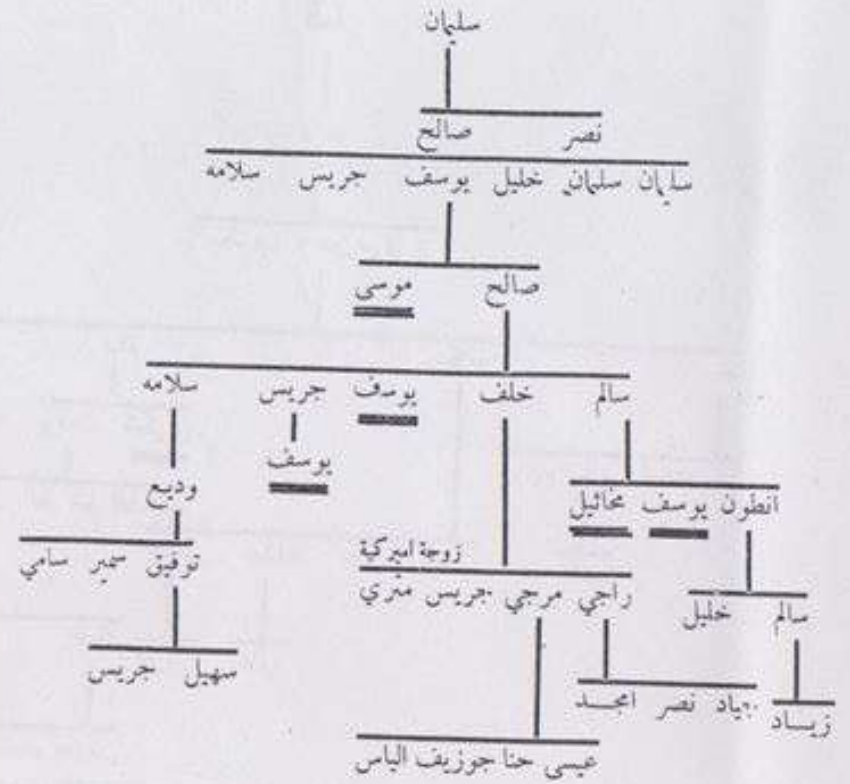 سليمان
نصر صالح
سليمان سليمان خليل يوسف جريس سلامه
صالح موسى
سالم خلف يوسف جريس سلامه
يوسف
انطون يوسف مخائيل
وديع
زوجة اميركية
توفيق سمير سامي
راجي مرجي جريس منري
سالم خليل
سهيل جريس
نصر امجد
زياد
عيسى حنا جوزيف الياس